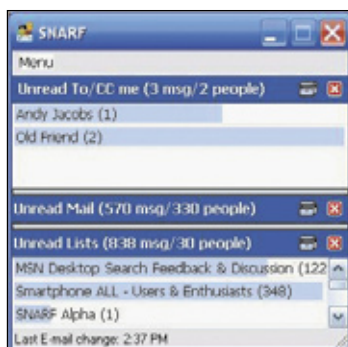 SNARF
Menu
Unread To/CC me (3 msg/2 people)
Andy Jacobs (1)
Old Friend (2)
Unread Mail (570 msg/330 people)
Unread Lists (838 msg/30 people)
MSN Desktop Search Feedback & Discussion (122
Smartphone ALL - Users & Enthusiasts (348)
SNARF Alpha (1)
Last E-mail change: 2:37 PM